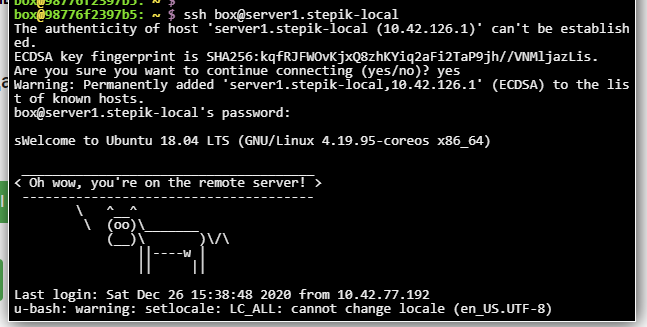 box@98776f2397b5: ~ $
box@98776f2397b5: ~ $ ssh box@server1.stepik-local
The authenticity of host 'server1.stepik-local (10.42.126.1)' can't be establish
ed.
ECDSA key fingerprint is SHA256:kqfRJFWOvKjxQ8zhKYiq2aFi2TaP9jh//VNMljazLis.
Are you sure you want to continue connecting (yes/no)? yes
Warning: Permanently added 'server1.stepik-local,10.42.126.1' (ECDSA) to the lis
t of known hosts.
box@server1.stepik-local's password:
sWelcome to Ubuntu 18.04 LTS (GNU/Linux 4.19.95-coreos x86_64)
 _____________________________________
< Oh wow, you're on the remote server! >
 -------------------------------------
        \   ^__^
         \  (oo)\_______
            (__)\       )\/\
                ||----w |
                ||     ||
Last login: Sat Dec 26 15:38:48 2020 from 10.42.77.192
u-bash: warning: setlocale: LC_ALL: cannot change locale (en_US.UTF-8)